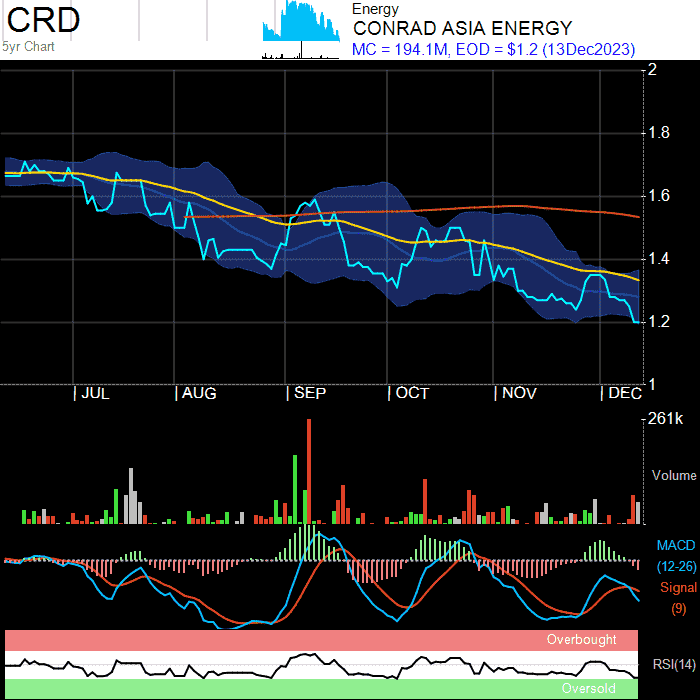 CRD
5yr Chart
Energy
CONRAD ASIA ENERGY
MC = 194.1M, EOD = $1.2 (13Dec2023)
2
1.8
1.6
1.4
1.2
1
| JUL | AUG | SEP | OCT | NOV | DEC
261k
Volume
MACD
(12-26)
Signal
(9)
Overbought
RSI(14)
Oversold